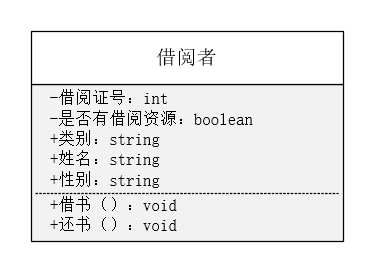 借阅者
-借阅证号：int
-是否有借阅资源：boolean
+类别：string
+姓名：string
+性别：string
+借书（）：void
+还书（）：void